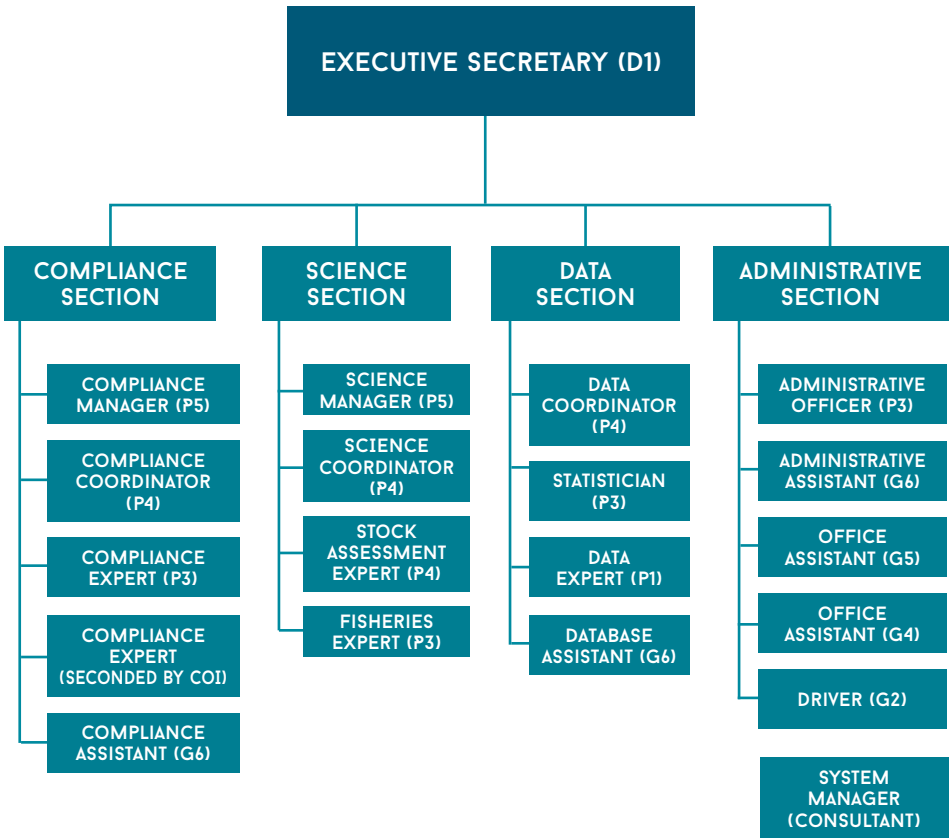 EXECUTIVE SECRETARY (D1)
COMPLIANCE
SECTION
COMPLIANCE
MANAGER (P5)
COMPLIANCE
COORDINATOR
(P4)
COMPLIANCE
EXPERT (P3)
COMPLIANCE
EXPERT
(SECONDED BY COI)
COMPLIANCE
ASSISTANT (G6)
SCIENCE
SECTION
SCIENCE
MANAGER (P5)
SCIENCE
COORDINATOR
(P4)
STOCK
ASSESSMENT
EXPERT (P4)
FISHERIES
EXPERT (P3)
DATA
SECTION
DATA
COORDINATOR
(P4)
STATISTICIAN
(P3)
DATA
EXPERT (P1)
DATABASE
ASSISTANT (G6)
ADMINISTRATIVE
SECTION
ADMINISTRATIVE
OFFICER (P3)
ADMINISTRATIVE
ASSISTANT (G6)
OFFICE
ASSISTANT (G5)
OFFICE
ASSISTANT (G4)
DRIVER (G2)
SYSTEM
MANAGER
(CONSULTANT)